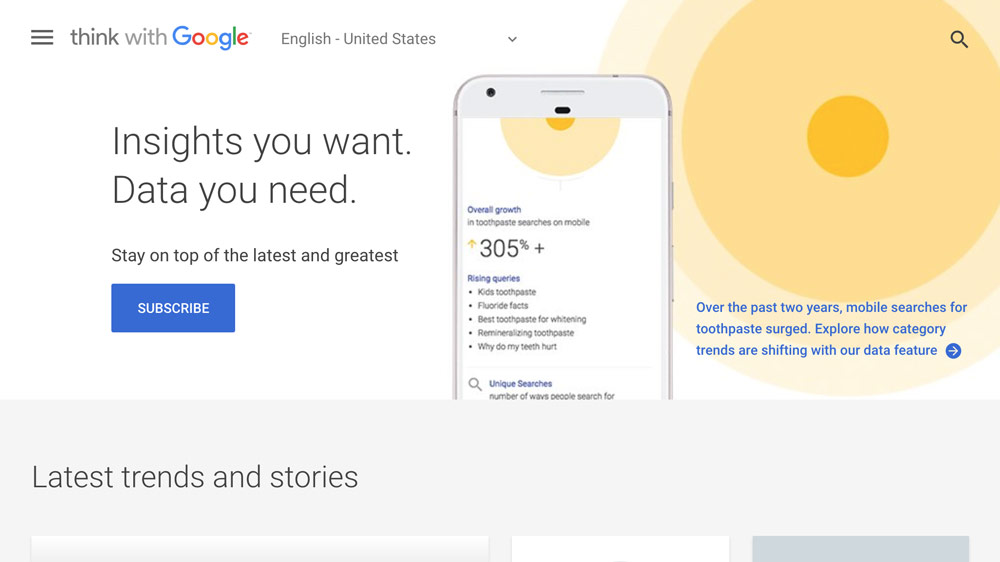 think with Google
English - United States
Insights you want.
Data you need.
Stay on top of the latest and greatest
SUBSCRIBE
Overall growth
in toothpaste searches on mobile
305% +
Rising queries
• Kids toothpaste
• Fluoride facts
• Best toothpaste for whitening
• Remineralizing toothpaste
• Why do my teeth hurt
Unique Searches
number of ways people search for
Over the past two years, mobile searches for
toothpaste surged. Explore how category
trends are shifting with our data feature
Latest trends and stories